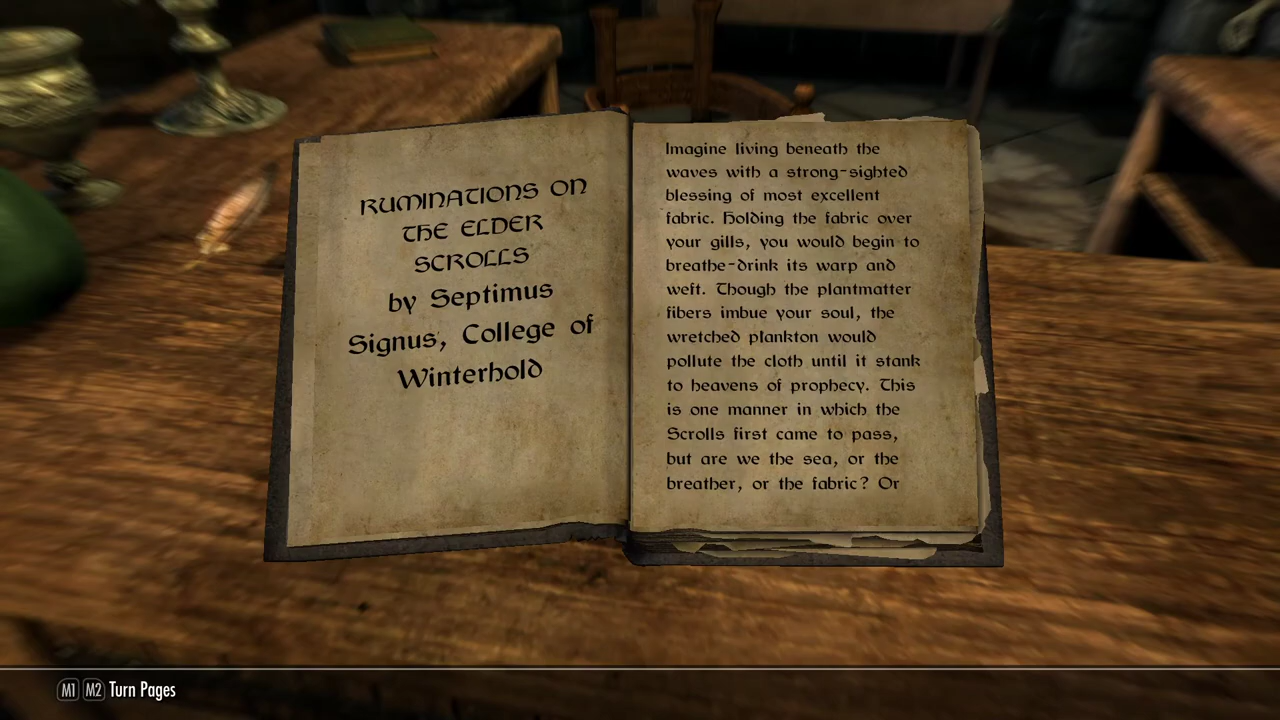 RUMINATIONS ON
THE ELDER
SCROLLS
by Septimus
Signus, College of
Winterhold
Imagine living beneath the
waves with a strong-sighted
blessing of most excellent
fabric. Holding the fabric over
your gills, you would begin to
breathe-drink its warp and
weft. Though the plantmatter
fibers imbue your soul, the
wretched plankton would
pollute the cloth until it stank
to heavens of prophecy. This
is one manner in which the
Scrolls first came to pass,
but are we the sea, or the
breather, or the fabric? Or
M1 M2 Turn Pages